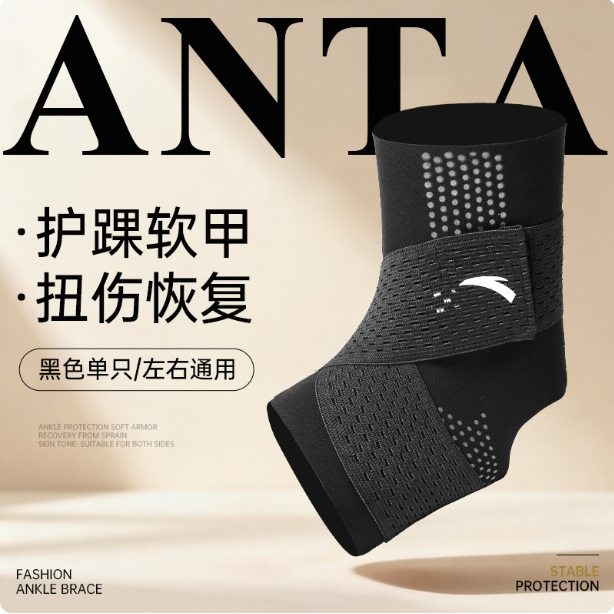 ANTA
·护踝软甲
·扭伤恢复
黑色单只/左右通用
ANKLE PROTECTION SOFT ARMOR
RECOVERY FROM SPRAIN
SKIN TONE: SUITABLE FOR BOTH SIDES
FASHION
ANKLE BRACE
STABLE
PROTECTION